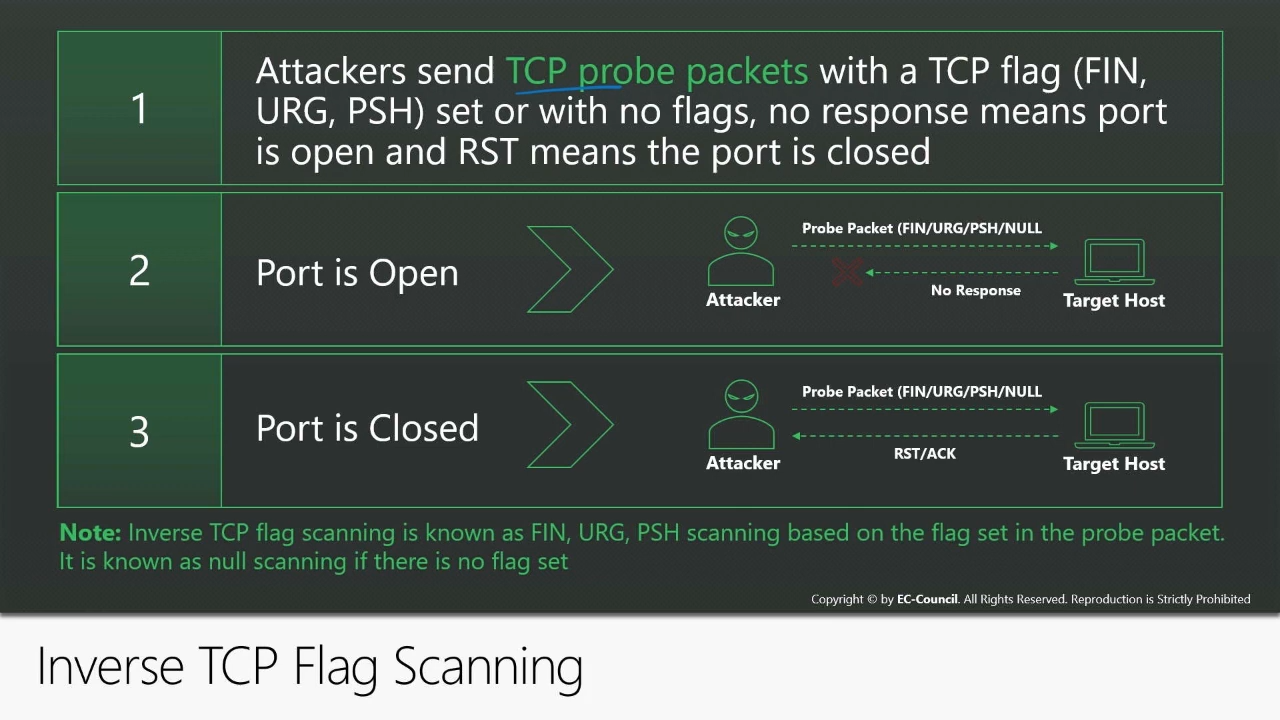 1
Attackers send TCP probe packets with a TCP flag (FIN,
URG, PSH) set or with no flags, no response means port
is open and RST means the port is closed
2
Port is Open
Probe Packet (FIN/URG/PSH/NULL
No Response
Attacker
Target Host
3
Port is Closed
Probe Packet (FIN/URG/PSH/NULL
RST/ACK
Attacker
Target Host
Note: Inverse TCP flag scanning is known as FIN, URG, PSH scanning based on the flag set in the probe packet.
It is known as null scanning if there is no flag set
Copyright © by EC-Council. All Rights Reserved. Reproduction is Strictly Prohibited
Inverse TCP Flag Scanning